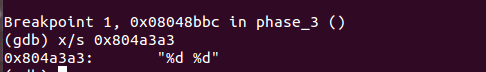 Breakpoint 1, 0x08048bbc in phase_3 ()
(gdb) x/s 0x804a3a3
0x804a3a3:       "%d %d"